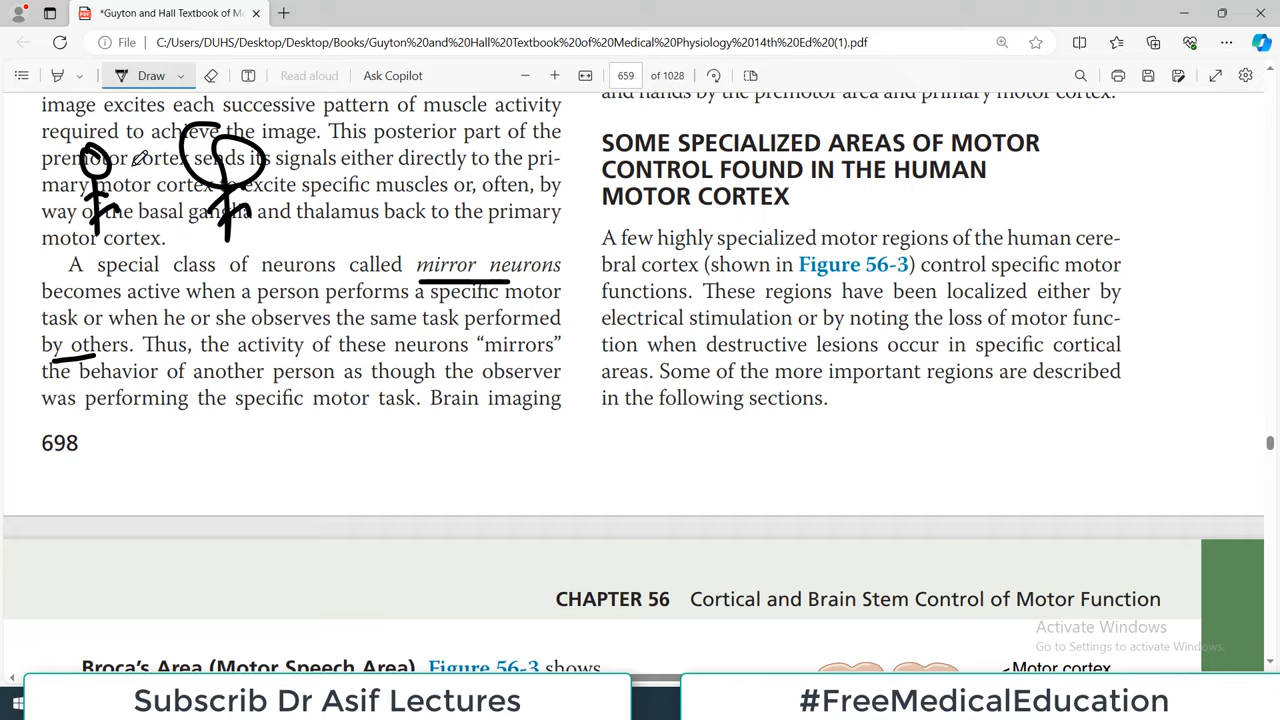 *Guyton and Hall Textbook of Me
File
C:/Users/DUHS/Desktop/Desktop/Books/Guyton%20and%20Hall%20Textbook%20of%20Medical%20Physiology%2014th%20Ed%20(1).pdf
Draw
Read aloud
Ask Copilot
659 of 1028
image excites each successive pattern of muscle activity
required to achieve the image. This posterior part of the
premotor cortex sends its signals either directly to the pri-
mary motor cortex to excite specific muscles or, often, by
way of the basal ganglia and thalamus back to the primary
motor cortex.
A special class of neurons called mirror neurons
becomes active when a person performs a specific motor
task or when he or she observes the same task performed
by others. Thus, the activity of these neurons “mirrors”
the behavior of another person as though the observer
was performing the specific motor task. Brain imaging
698
and hands by the premotor area and primary motor cortex.
SOME SPECIALIZED AREAS OF MOTOR
CONTROL FOUND IN THE HUMAN
MOTOR CORTEX
A few highly specialized motor regions of the human cere-
bral cortex (shown in Figure 56-3) control specific motor
functions. These regions have been localized either by
electrical stimulation or by noting the loss of motor func-
tion when destructive lesions occur in specific cortical
areas. Some of the more important regions are described
in the following sections.
CHAPTER 56 Cortical and Brain Stem Control of Motor Function
Activate Windows
Go to Settings to activate Windows.
Broca's Area (Motor Speech Area). Figure 56-3 shows
Motor cortex
Subscrib Dr Asif Lectures
#FreeMedicalEducation